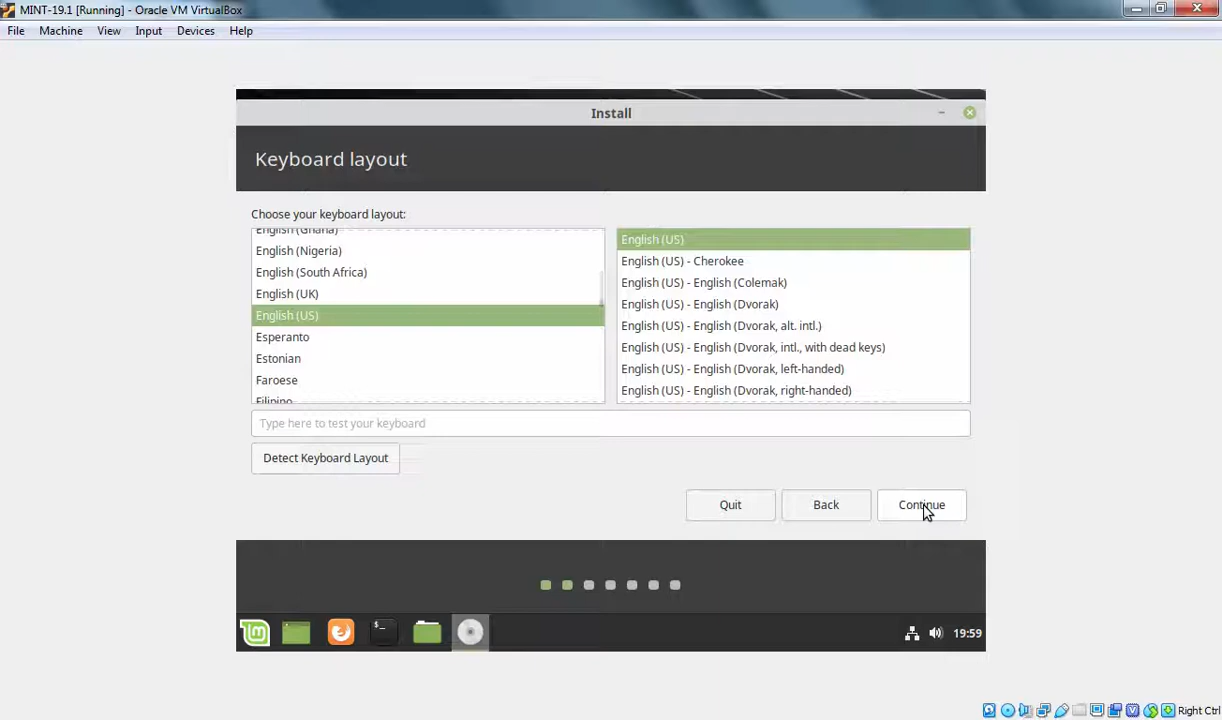 MINT-19.1 [Running] - Oracle VM VirtualBox
File Machine View Input Devices Help
Install
Keyboard layout
Choose your keyboard layout:
English (Ghana)
English (Nigeria)
English (South Africa)
English (UK)
English (US)
Esperanto
Estonian
Faroese
Filipino
English (US)
English (US) - Cherokee
English (US) - English (Colemak)
English (US) - English (Dvorak)
English (US) - English (Dvorak, alt. intl.)
English (US) - English (Dvorak, intl., with dead keys)
English (US) - English (Dvorak, left-handed)
English (US) - English (Dvorak, right-handed)
Type here to test your keyboard
Detect Keyboard Layout
Quit Back Continue
$_
19:59
Right Ctrl